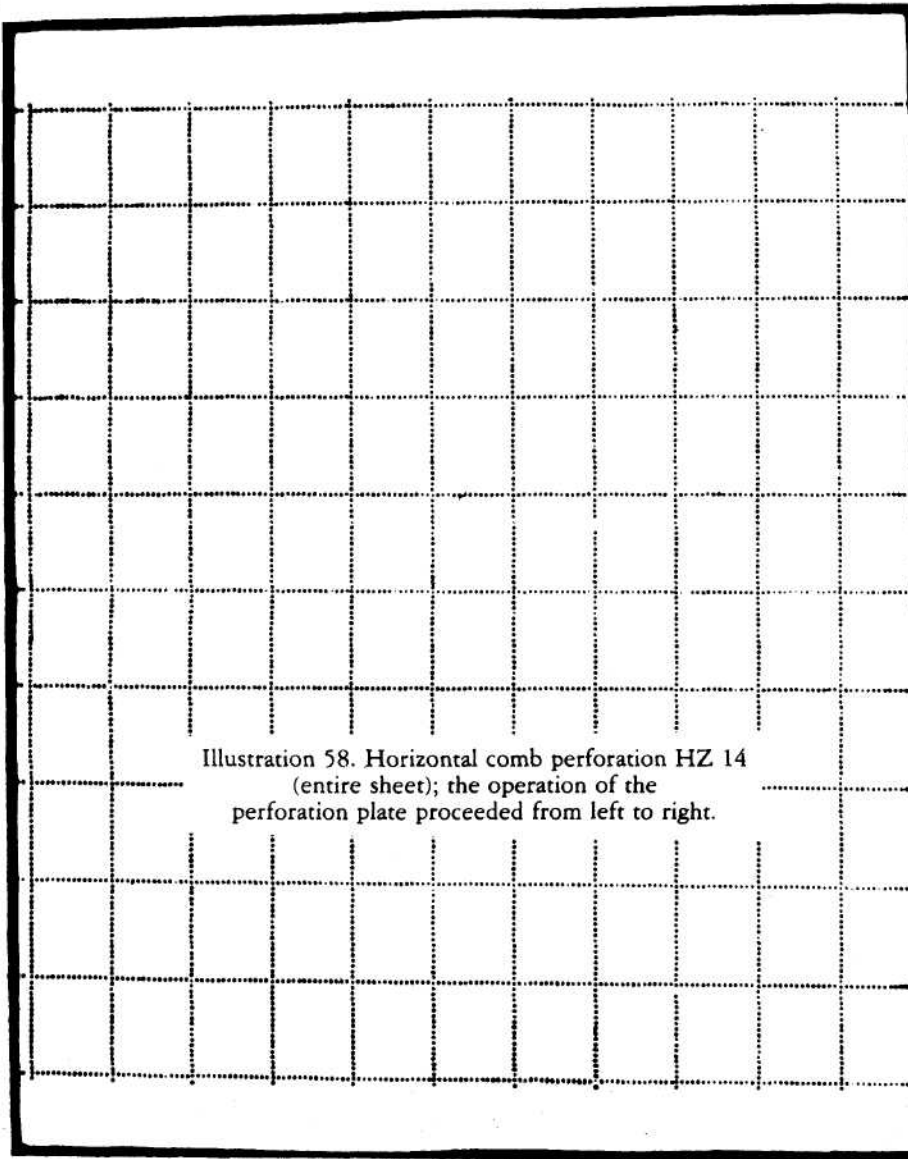 Illustration 58. Horizontal comb perforation HZ 14
(entire sheet); the operation of the
perforation plate proceeded from left to right.